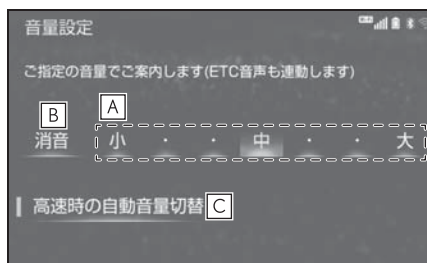 音量設定
ご指定の音量でご案内します(ETC音声も連動します)
B A
消音 小 ・ ・ 中 ・ ・ 大
高速時の自動音量切替 C